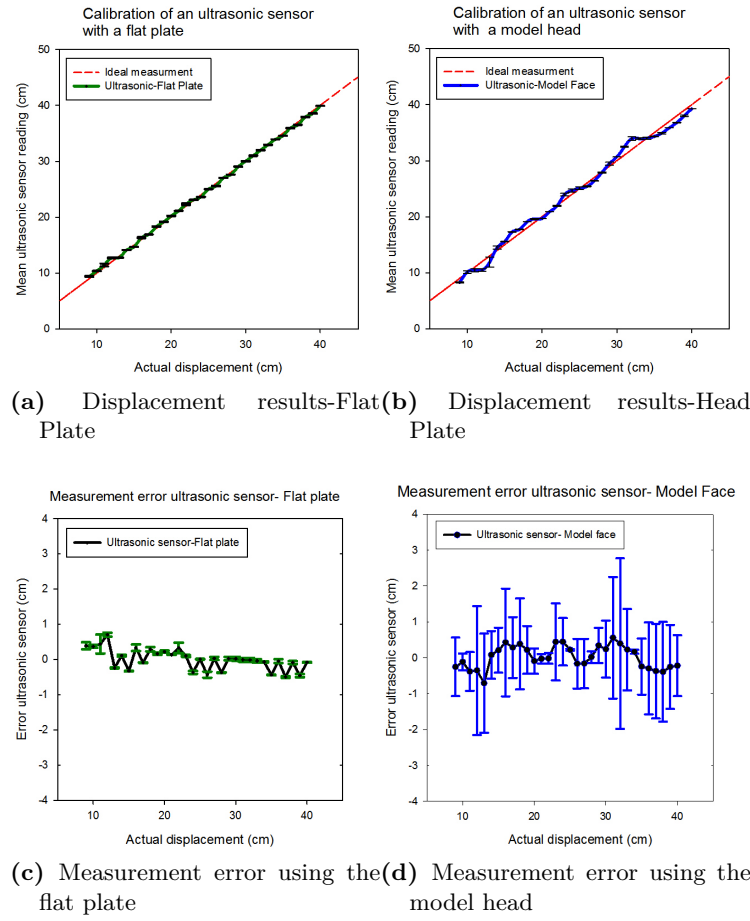 Calibration of an ultrasonic sensor
with a flat plate
50
40
30
20
10
0
Mean ultrasonic sensor reading (cm)
Ideal measurment
Ultrasonic-Flat Plate
10 20 30 40
Actual displacement (cm)
(a) Displacement results-Flat
Plate
Calibration of an ultrasonic sensor
with a model head
50
40
30
20
10
0
Mean ultrasonic sensor reading (cm)
Ideal measurment
Ultrasonic-Model Face
10 20 30 40
Actual displacement (cm)
(b) Displacement results-Head
Plate
Measurement error ultrasonic sensor- Flat plate
4
3
2
1
0
-1
-2
-3
-4
Error ultrasonic sensor (cm)
Ultrasonic sensor-Flat plate
10 20 30 40
Actual displacement (cm)
(c) Measurement error using the
flat plate
Measurement error ultrasonic sensor- Model Face
4
3
2
1
0
-1
-2
-3
-4
Error ultrasonic sensor (cm)
Ultrasonic sensor- Model face
10 20 30 40
Actual displacement (cm)
(d) Measurement error using the
model head